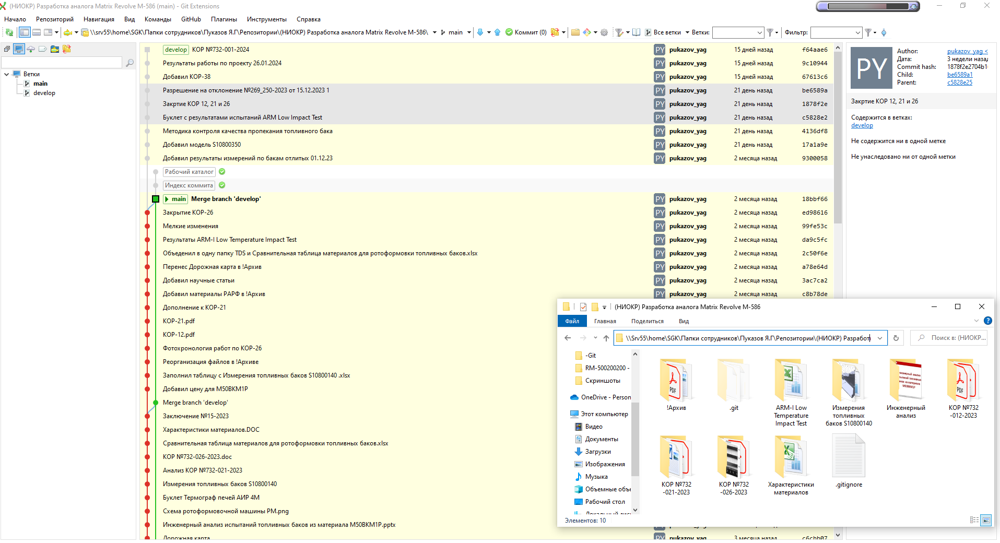 (НИОКР) Разработка аналога Matrix Revolve M-586 (main) - Git Extensions
Начало Репозиторий Навигация Вид Команды GitHub Плагины Инструменты Справка
\\srv55\home\SGK\Папки сотрудников\Пуказов Я.Г\Репозитории\(НИОКР) Разработка аналога Matrix Revolve M-586\ main Коммит (0) Все ветки Ветки: Фильтр:
Ветки
main
develop
develop КОР №732-001-2024 PY pukazov_yag 15 дней назад f64aae6
Результаты работы по проекту 26.01.2024 PY pukazov_yag 15 дней назад 9c10944
Добавил КОР-38 PY pukazov_yag 15 дней назад 67613c6
Разрешение на отклонение №269_250-2023 от 15.12.2023 1 PY pukazov_yag 21 день назад be6589a
Закртие КОР 12, 21 и 26 PY pukazov_yag 21 день назад 1878f2e
Буклет с результатами испытаний ARM Low Impact Test PY pukazov_yag 21 день назад c5828e2
Методика контроля качества пропекания топливного бака PY pukazov_yag 21 день назад 4136df8
Добавил модель S10800350 PY pukazov_yag 21 день назад 17a1a9e
Добавил результаты измерений по бакам отлитых 01.12.23 PY pukazov_yag 2 месяца назад 9300058
Рабочий каталог
Индекс коммита
main Merge branch 'develop' PY pukazov_yag 2 месяца назад 18bbf66
Закрытие КОР-26 PY pukazov_yag 2 месяца назад ed98616
Мелкие изменения PY pukazov_yag 2 месяца назад 99fe53c
Результаты ARM-I Low Temperature Impact Test PY pukazov_yag 2 месяца назад da9c5fc
Объеденил в одну папку TDS и Сравнительная таблица материалов для ротоформовки топливных баков.xlsx PY pukazov_yag 2 месяца назад 2c50f6e
Перенес Дорожная карта в !Архив PY pukazov_yag 2 месяца назад a78e64d
Добавил научные статьи PY pukazov_yag 2 месяца назад 3ac7ca2
Добавил материалы РАРФ в !Архив PY pukazov_yag 2 месяца назад c8b78de
Дополнение к КОР-21
КОР-21.pdf
КОР-12.pdf
Фотохронология работ по КОР-26
Реорганизация файлов в !Архиве
Заполнил таблицу с Измерения топливных баков S10800140 .xlsx
Добавил цену для М50ВКМ1Р
Merge branch 'develop'
Заключение №15-2023
Характеристики материалов.DOC
Сравнительная таблица материалов для ротоформовки топливных баков.xlsx
КОР №732-026-2023.doc
Анализ КОР №732-021-2023
Измерения топливных баков S10800140
Буклет Термограф печей АИР 4М
Схема ротоформовочной машины РМ.png
Инженерный анализ испытаний топливных баков из материала М50ВКМ1Р.pptx
Дорожная карта PY pukazov_yag 3 месяца назад c6cbb07
PY
Author: pukazov_yag <
Дата: 3 недели назад
Commit hash: 1878f2e2704b1
Child: be6589a1
Parent: c5828e25
Закртие КОР 12, 21 и 26
Содержится в ветках:
develop
Не содержится ни в одной метке
Не унаследовано ни от одной метки
(НИОКР) Разработка аналога Matrix Revolve M-586
Файл Главная Поделиться Вид
\\Srv55\home\SGK\Папки сотрудников\Пуказов Я.Г\Репозитории\(НИОКР) Разработ
Поиск в: (НИОКР...
-Git
RM-500200200 -
Скриншоты
OneDrive - Person
Этот компьютер
Видео
Документы
Загрузки
Изображения
Музыка
Объемные объе
Рабочий стол
Локальный дис
!Архив
.git
ARM-I Low Temperature Impact Test
Измерения топливных баков S10800140
Инженерный анализ
КОР №732-012-2023
КОР №732-021-2023
КОР №732-026-2023
Характеристики материалов
.gitignore
Элементов: 10